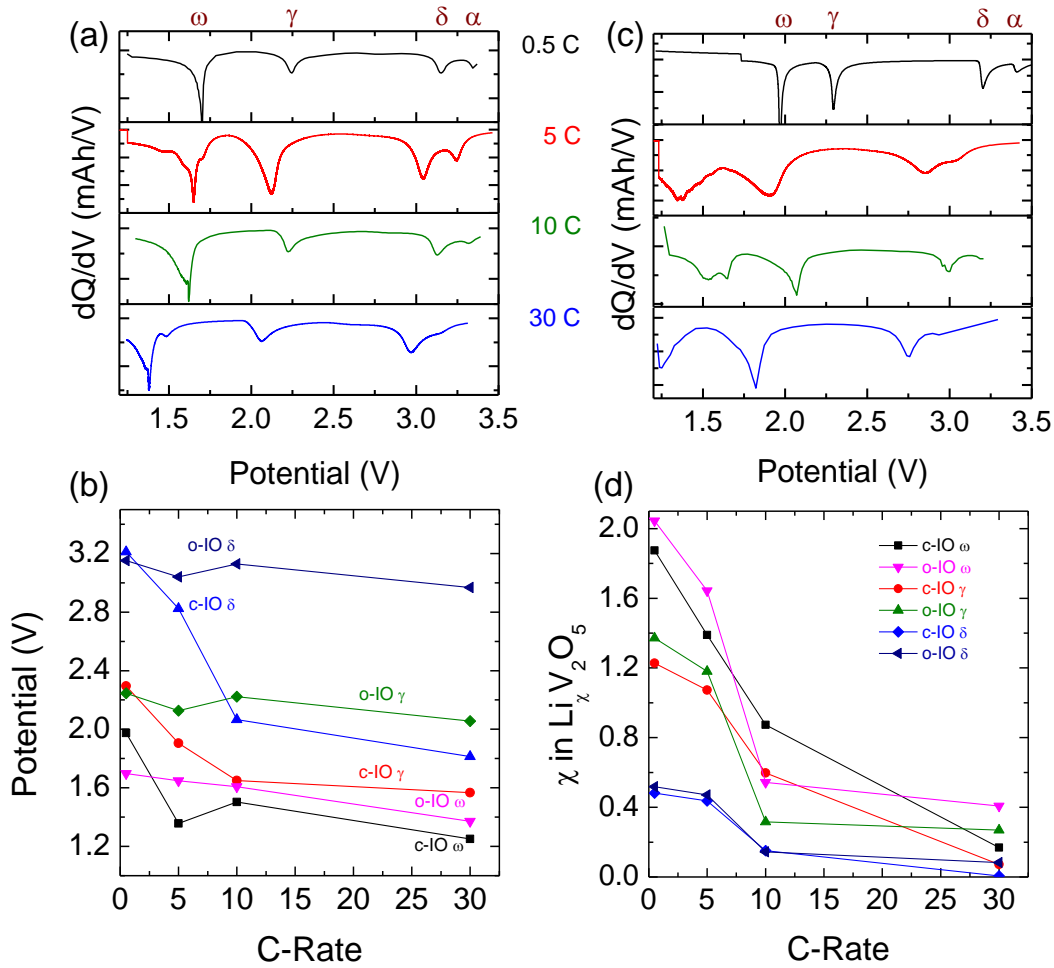 (a)
ω γ δ α
0.5 C
5 C
10 C
30 C
dQ/dV (mAh/V)
1.5 2.0 2.5 3.0 3.5
Potential (V)
(c)
ω γ δ α
dQ/dV (mAh/V)
1.5 2.0 2.5 3.0 3.5
Potential (V)
(b)
Potential (V)
3.2
2.8
2.4
2.0
1.6
1.2
o-IO δ
c-IO δ
o-IO γ
c-IO γ
o-IO ω
c-IO ω
0 5 10 15 20 25 30
C-Rate
(d)
χ in LiχV2O5
2.0
1.6
1.2
0.8
0.4
0.0
c-IO ω
o-IO ω
c-IO γ
o-IO γ
c-IO δ
o-IO δ
0 5 10 15 20 25 30
C-Rate